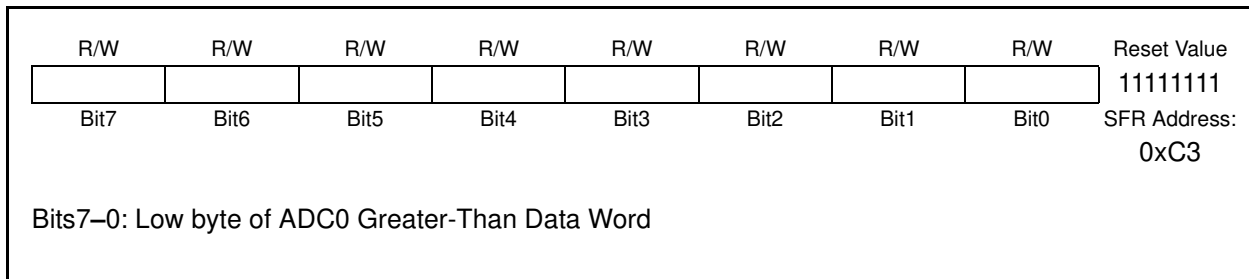 R/W R/W R/W R/W R/W R/W R/W R/W Reset Value
11111111
Bit7 Bit6 Bit5 Bit4 Bit3 Bit2 Bit1 Bit0 SFR Address:
0xC3
Bits7–0: Low byte of ADC0 Greater-Than Data Word